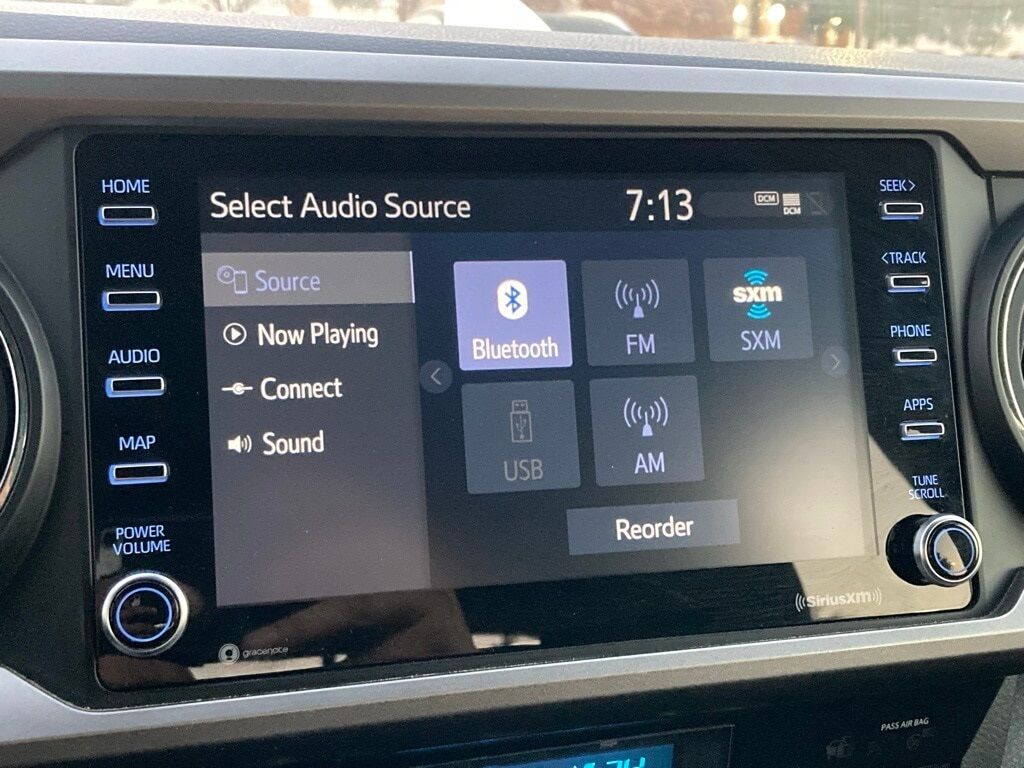 HOME
MENU
AUDIO
MAP
POWER
VOLUME
Select Audio Source
7:13
DCM
DCM
Source
Now Playing
Connect
Sound
Bluetooth
FM
sxm
SXM
USB
AM
Reorder
SEEK>
<TRACK
PHONE
APPS
TUNE
SCROLL
gracenote
((SiriusXM))
PASS AIR BAG